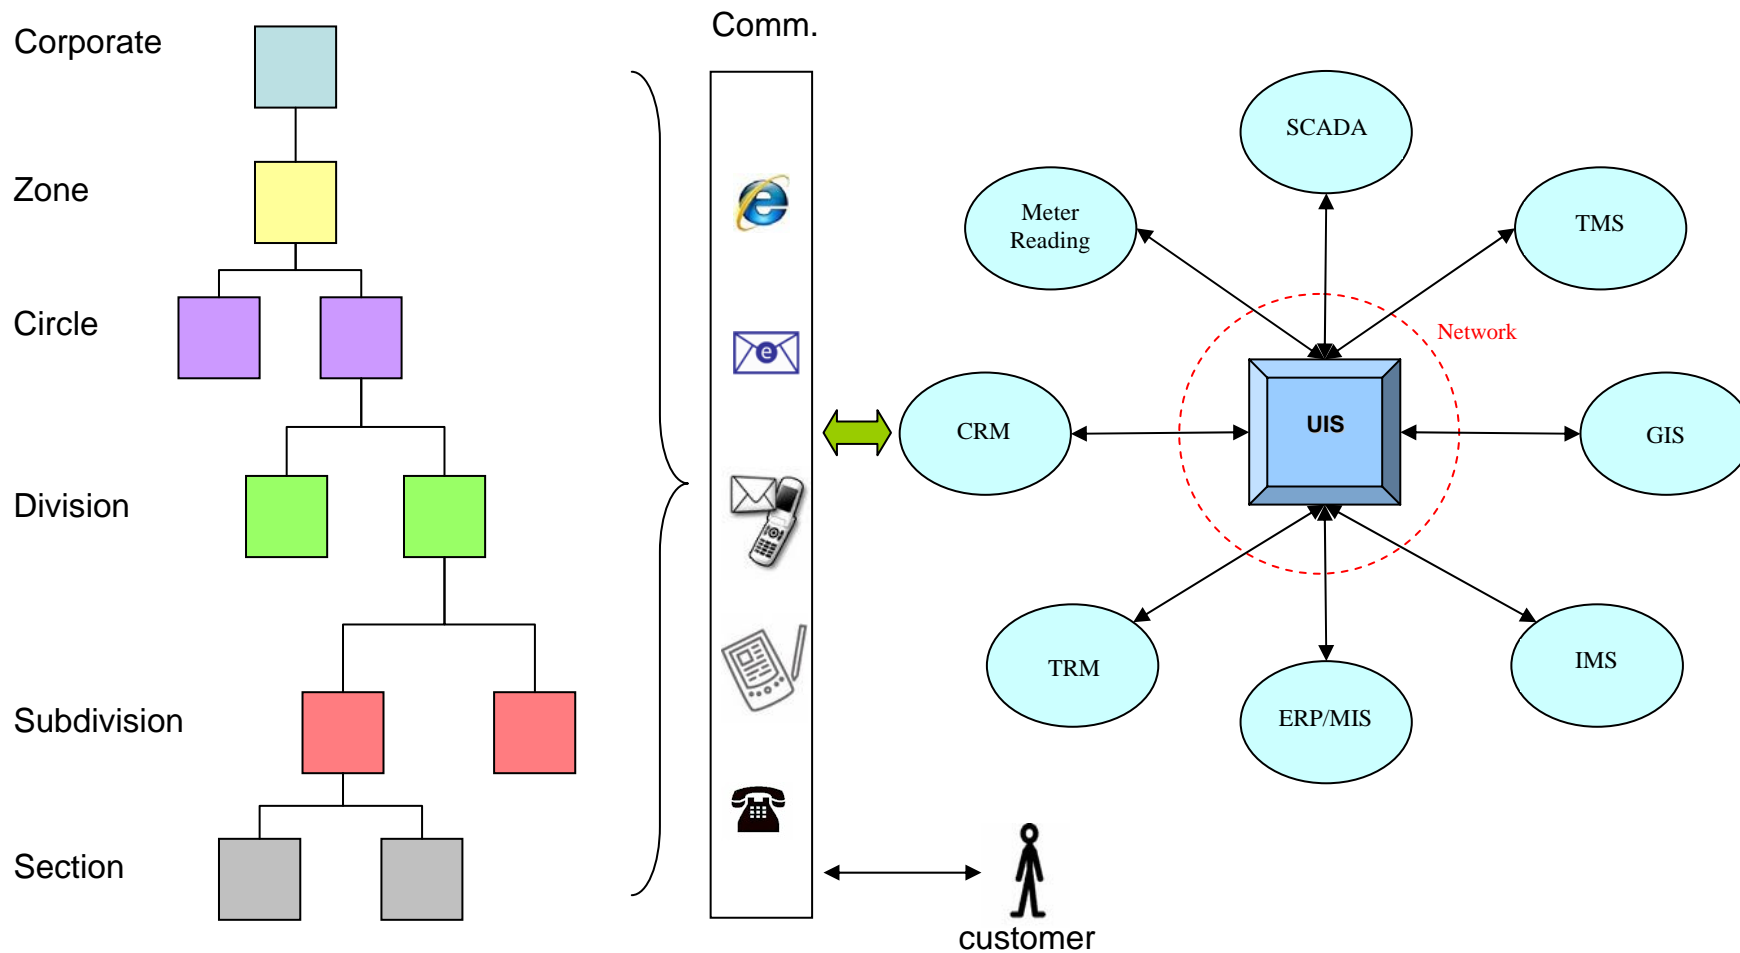 Corporate
Zone
Circle
Division
Subdivision
Section
Comm.
e
customer
SCADA
Meter
Reading
TMS
Network
CRM
UIS
GIS
TRM
ERP/MIS
IMS